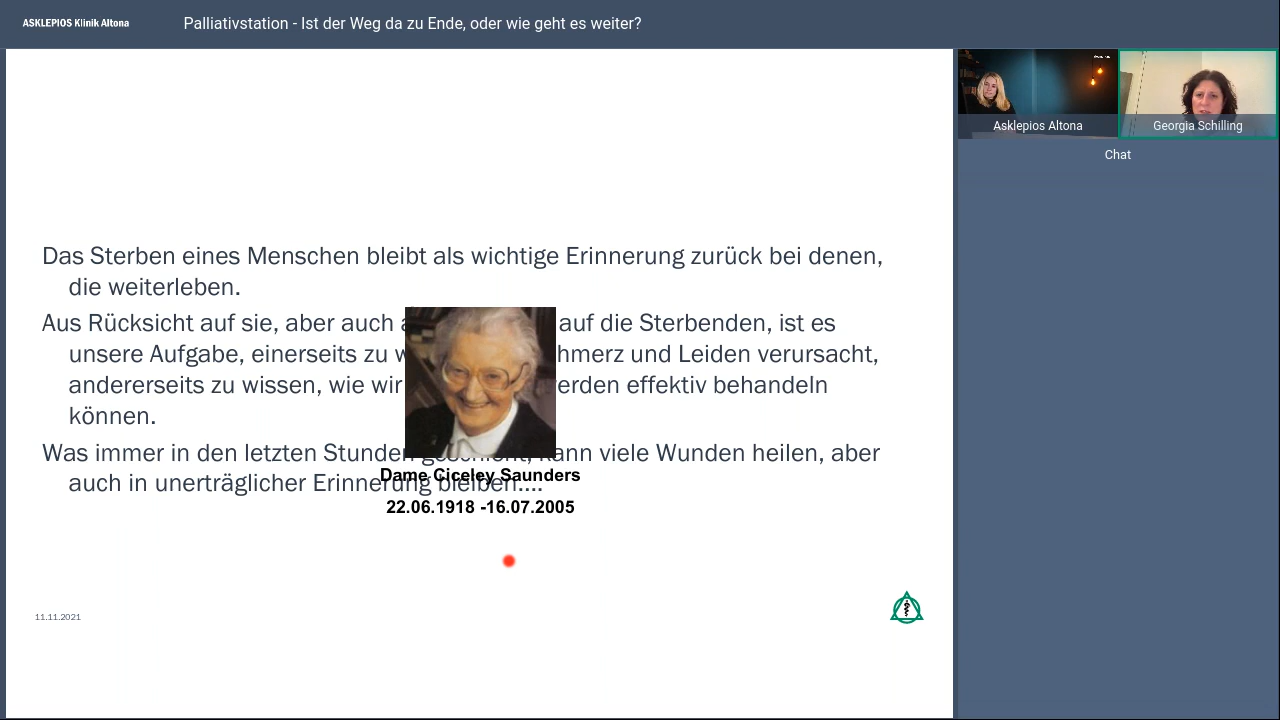 ASKLEPIOS Klinik Altona
Palliativstation - Ist der Weg da zu Ende, oder wie geht es weiter?
Asklepios Altona
Georgia Schilling
Chat
Das Sterben eines Menschen bleibt als wichtige Erinnerung zurück bei denen,
die weiterleben.
Aus Rücksicht auf sie, aber auch auf die Sterbenden, ist es
unsere Aufgabe, einerseits zu und Leiden verursacht,
andererseits zu wissen, wie wir effektiv behandeln
können.
Was immer in den letzten Stunden geschieht, kann viele Wunden heilen, aber
auch in unerträglicher Erinnerung bleiben....
Dame Ciceley Saunders
22.06.1918 -16.07.2005
11.11.2021